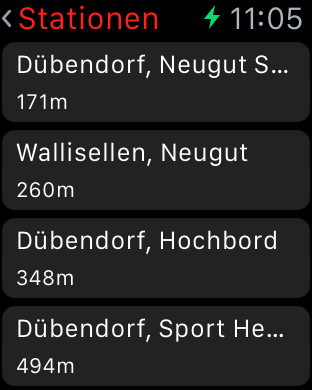 Stationen 11:05
Dübendorf, Neugut S...
171m
Wallisellen, Neugut
260m
Dübendorf, Hochbord
348m
Dübendorf, Sport He...
494m